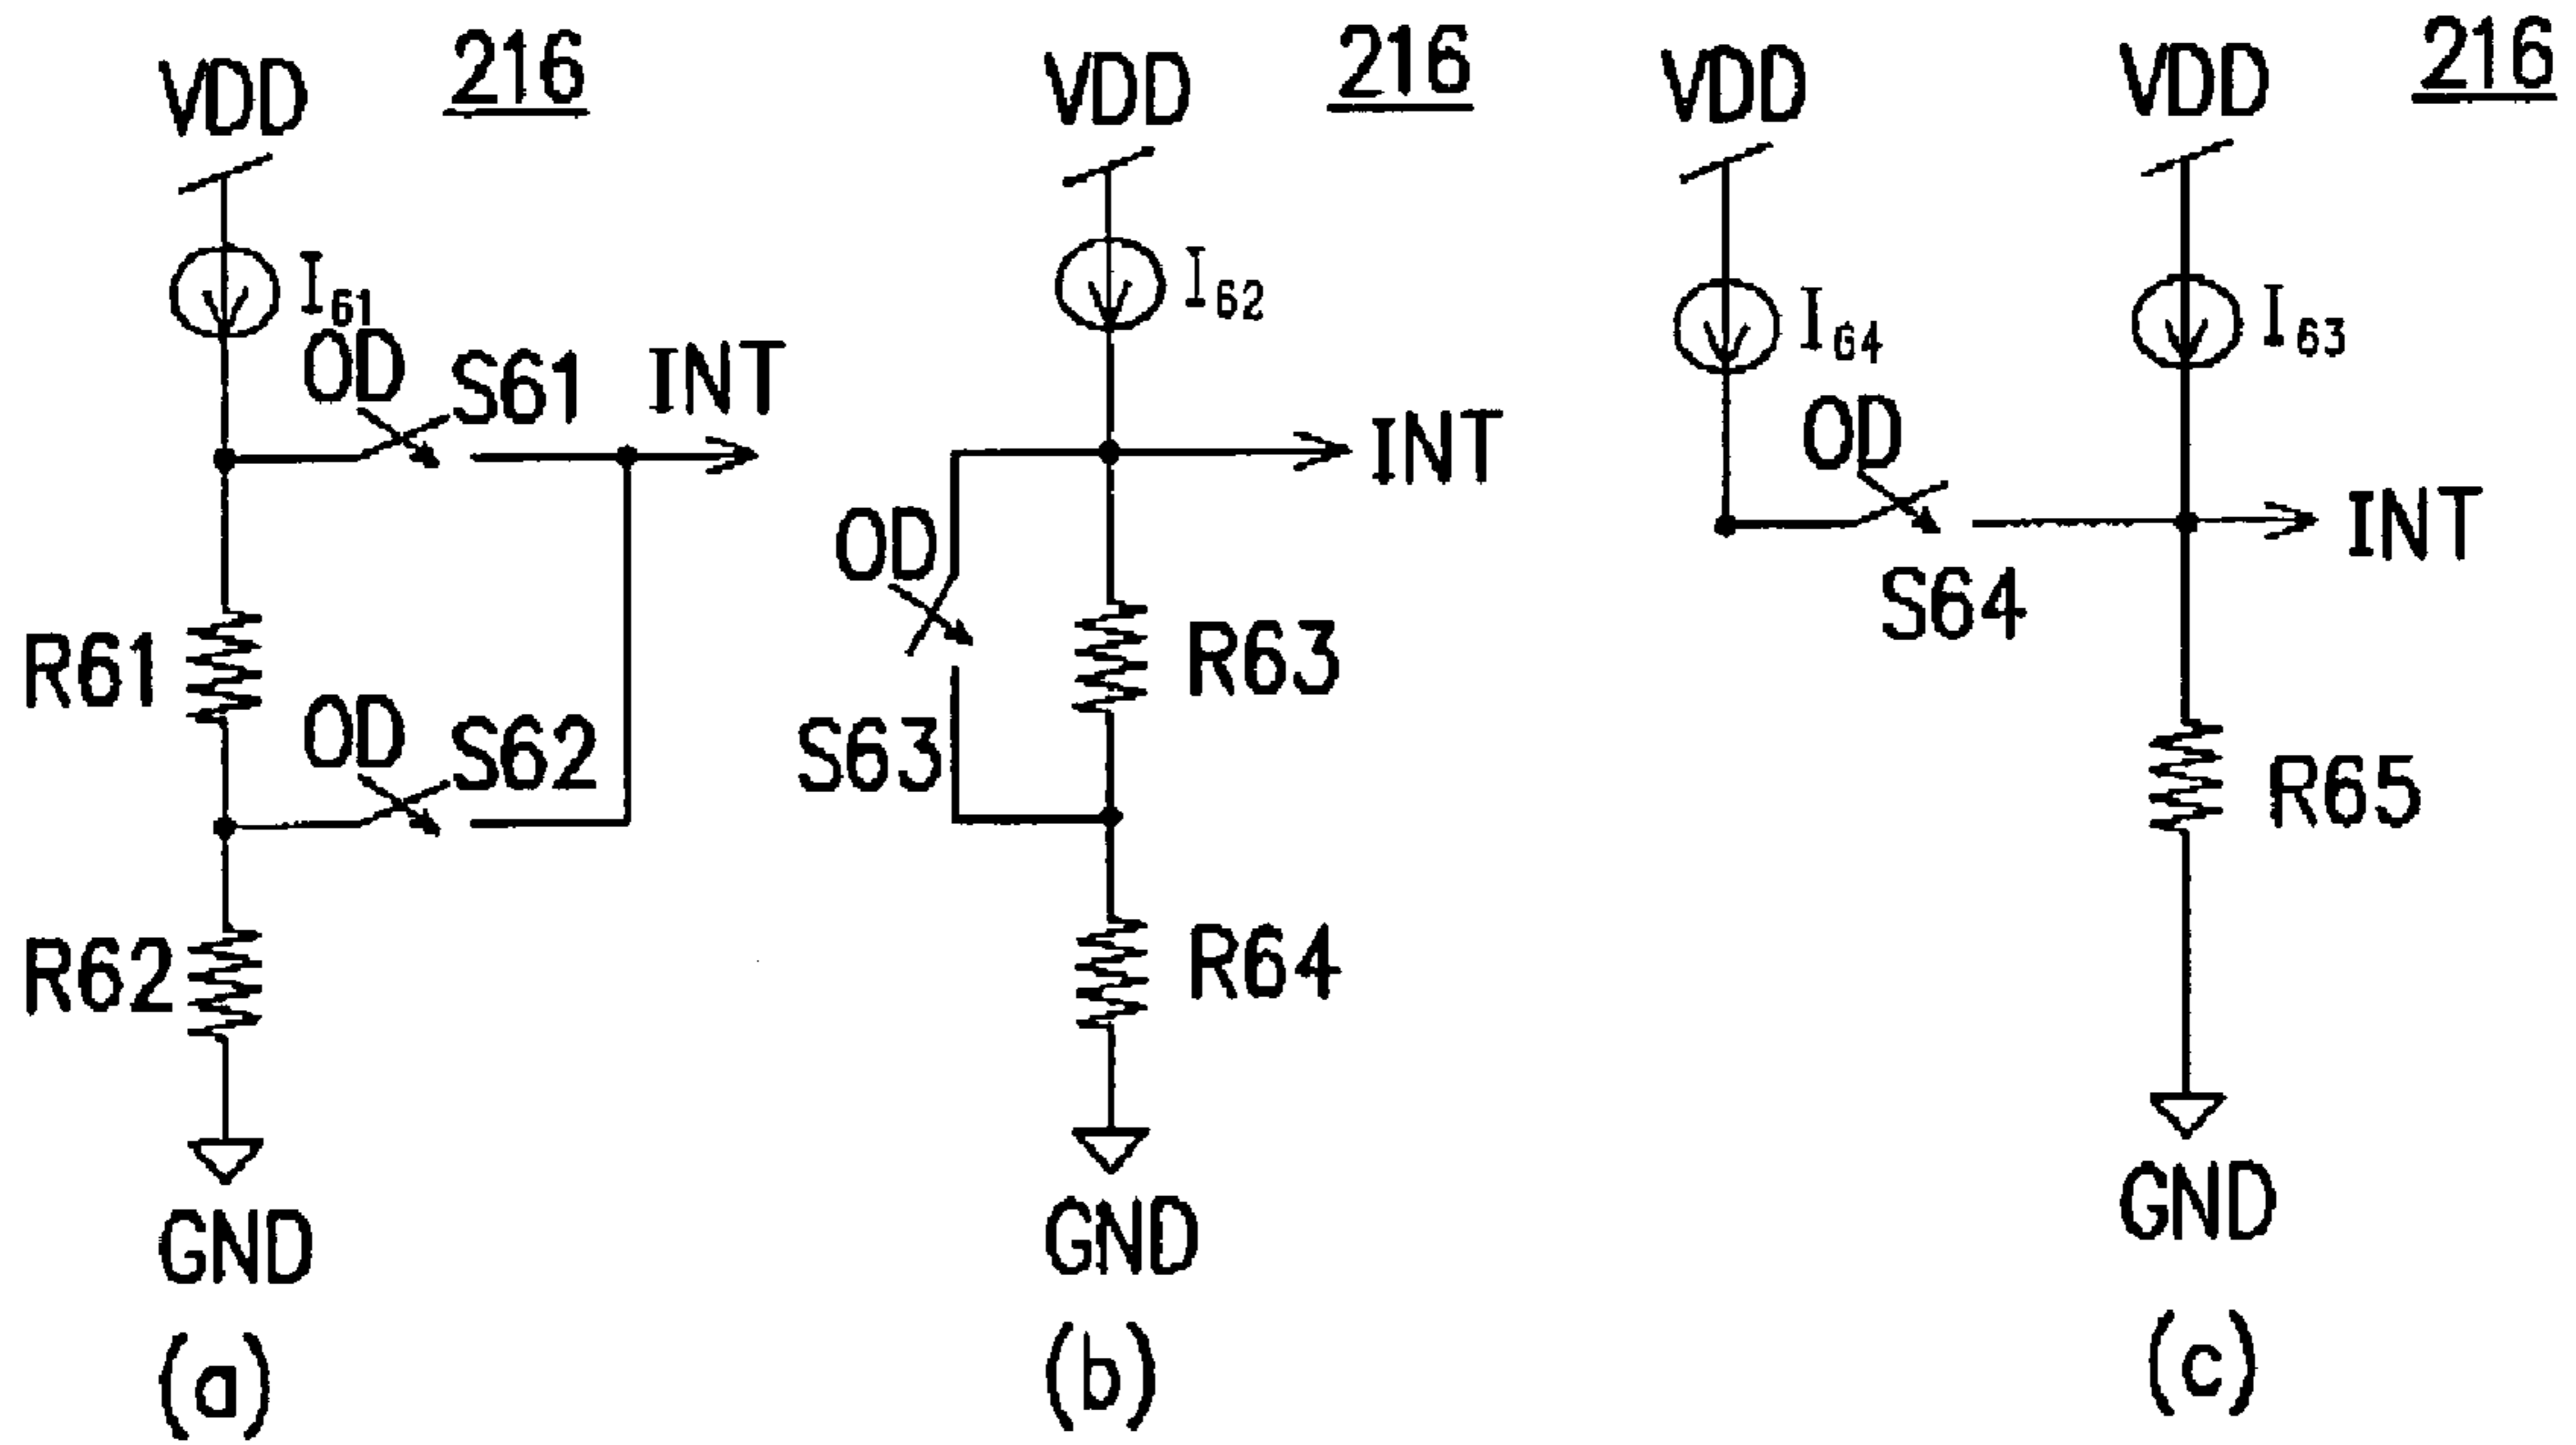 VDD
216
I61
OD
S61
INT
R61
OD
S62
R62
GND
(a)
VDD
216
I62
INT
OD
R63
S63
R64
GND
(b)
VDD
VDD
216
I64
I63
OD
INT
S64
R65
GND
(c)